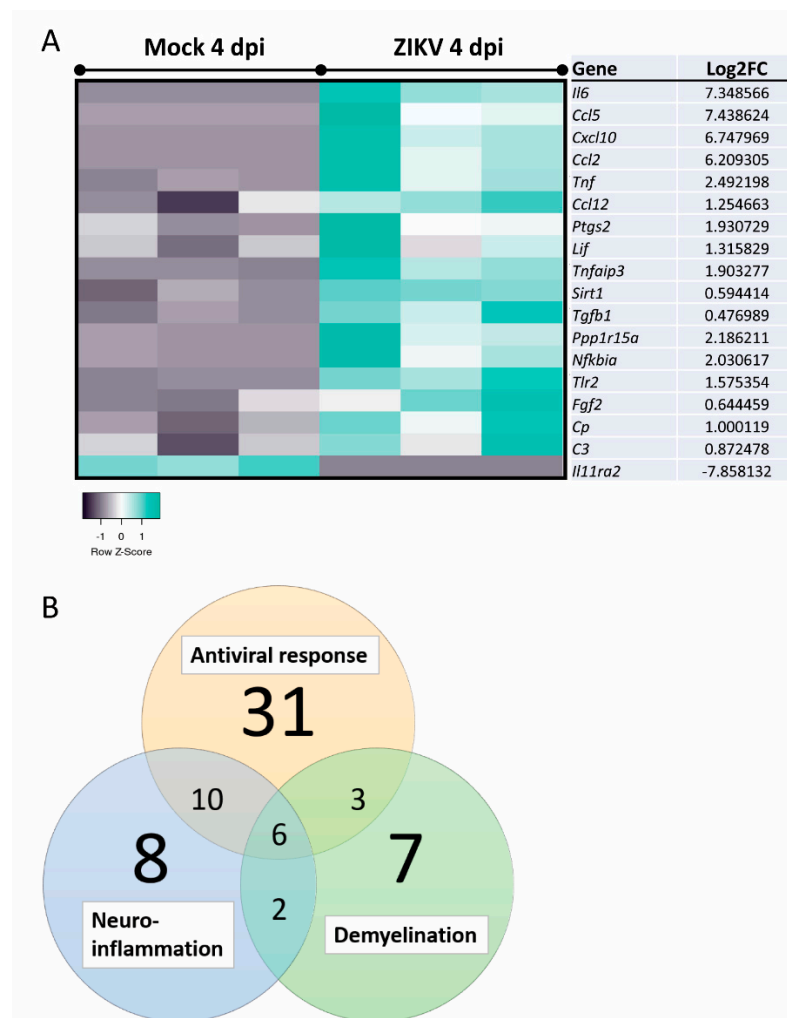 A
Mock 4 dpi ZIKV 4 dpi
Gene Log2FC
Il6 7.348566
Ccl5 7.438624
Cxcl10 6.747969
Ccl2 6.209305
Tnf 2.492198
Ccl12 1.254663
Ptgs2 1.930729
Lif 1.315829
Tnfaip3 1.903277
Sirt1 0.594414
Tgfb1 0.476989
Ppp1r15a 2.186211
Nfkbia 2.030617
Tlr2 1.575354
Fgf2 0.644459
Cp 1.000119
C3 0.872478
Il11ra2 -7.858132
-1 0 1
Row Z-Score
B
Antiviral response
31
10 3
6
8 7
2
Neuro-
inflammation
Demyelination